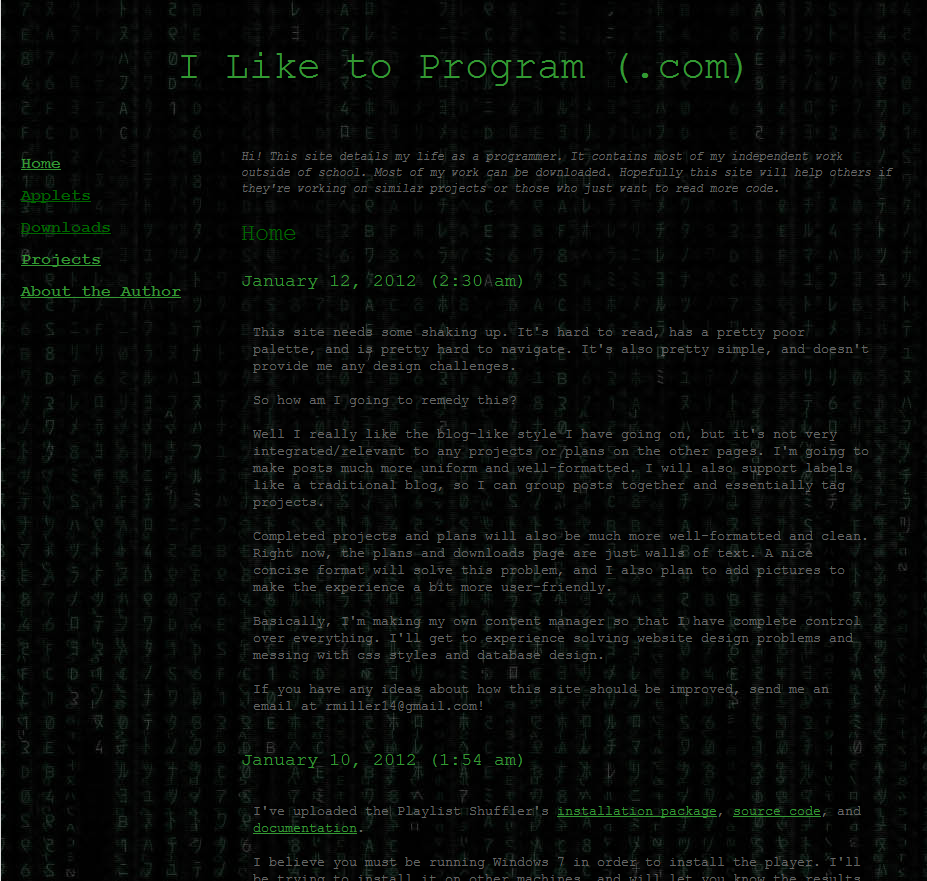 I Like to Program (.com)
Home
Applets
Downloads
Projects
About the Author
Hi! This site details my life as a programmer. It contains most of my independent work
outside of school. Most of my work can be downloaded. Hopefully this site will help others if
they're working on similar projects or those who just want to read more code.
Home
January 12, 2012 (2:30 am)
This site needs some shaking up. It's hard to read, has a pretty poor
palette, and is pretty hard to navigate. It's also pretty simple, and doesn't
provide me any design challenges.
So how am I going to remedy this?
Well I really like the blog-like style I have going on, but it's not very
integrated/relevant to any projects or plans on the other pages. I'm going to
make posts much more uniform and well-formatted. I will also support labels
like a traditional blog, so I can group posts together and essentially tag
projects.
Completed projects and plans will also be much more well-formatted and clean.
Right now, the plans and downloads page are just walls of text. A nice
concise format will solve this problem, and I also plan to add pictures to
make the experience a bit more user-friendly.
Basically, I'm making my own content manager so that I have complete control
over everything. I'll get to experience solving website design problems and
messing with css styles and database design.
If you have any ideas about how this site should be improved, send me an
email at rmiller14@gmail.com!
January 10, 2012 (1:54 am)
I've uploaded the Playlist Shuffler's installation package, source code, and
documentation.
I believe you must be running Windows 7 in order to install the player. I'll
be trying to install it on other machines, and will let you know the results